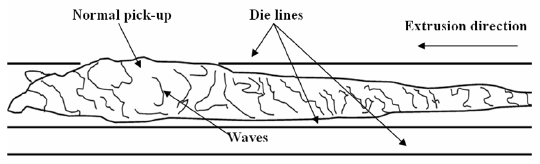 Normal pick-up
Die lines
Extrusion direction
Waves